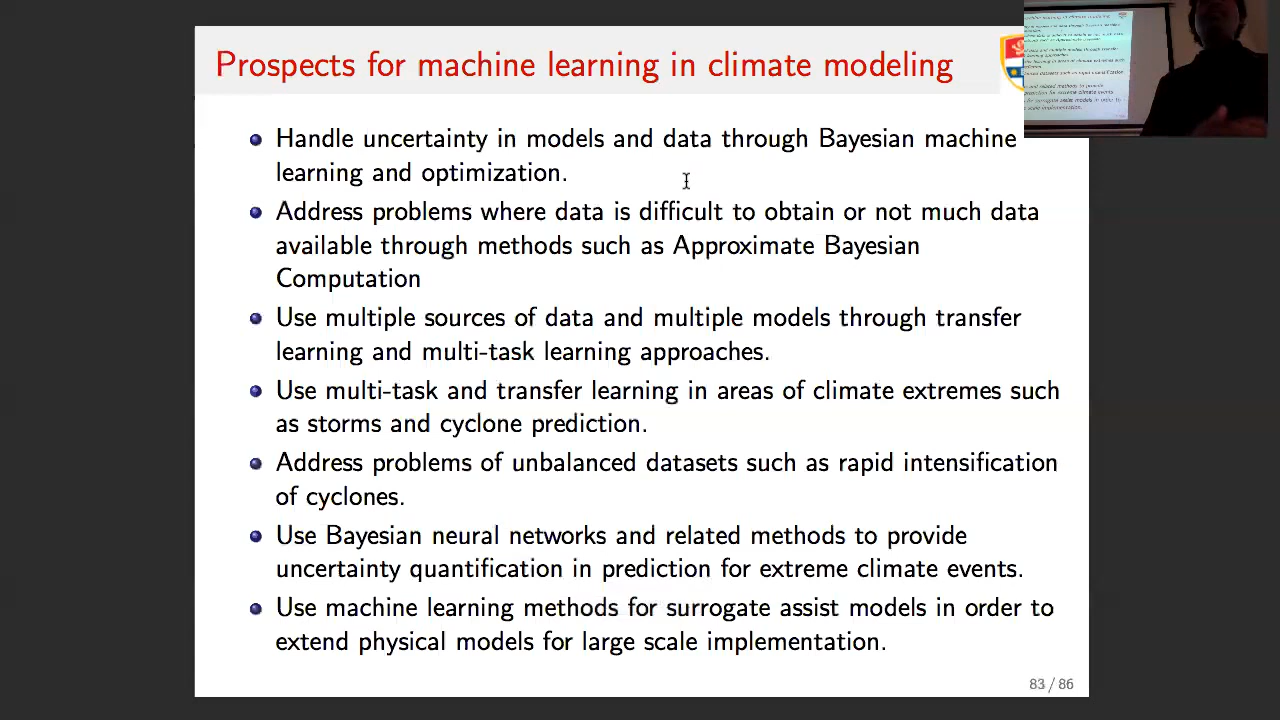 Prospects for machine learning in climate modeling
Handle uncertainty in models and data through Bayesian machine
learning and optimization.
Address problems where data is difficult to obtain or not much data
available through methods such as Approximate Bayesian
Computation
Use multiple sources of data and multiple models through transfer
learning and multi-task learning approaches.
Use multi-task and transfer learning in areas of climate extremes such
as storms and cyclone prediction.
Address problems of unbalanced datasets such as rapid intensification
of cyclones.
Use Bayesian neural networks and related methods to provide
uncertainty quantification in prediction for extreme climate events.
Use machine learning methods for surrogate assist models in order to
extend physical models for large scale implementation.
83 / 86